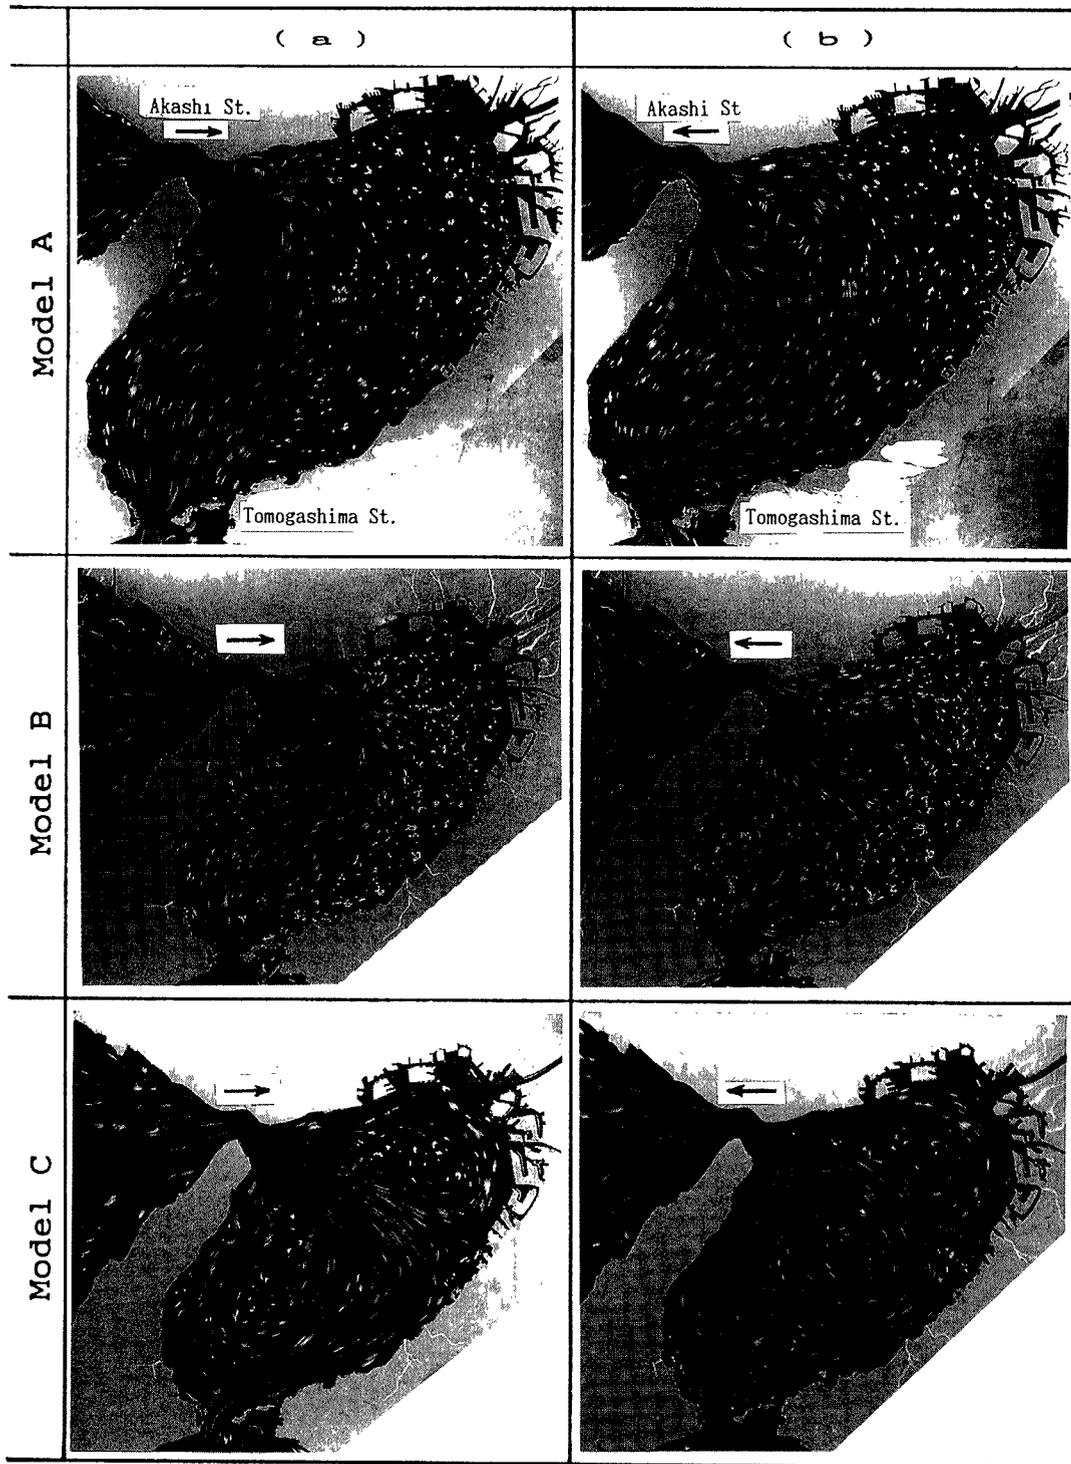 ( a )
( b )
Model A
Akashi St.
Akashi St
Tomogashima St.
Tomogashima St.
Model B
Model C